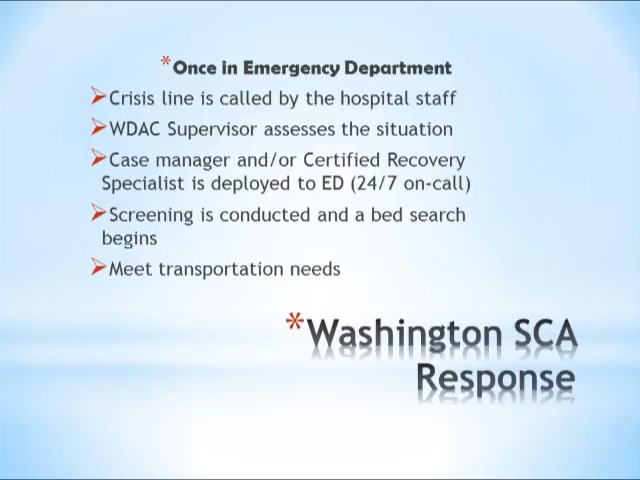 *Once in Emergency Department
➢Crisis line is called by the hospital staff
➢WDAC Supervisor assesses the situation
➢Case manager and/or Certified Recovery
Specialist is deployed to ED (24/7 on-call)
➢Screening is conducted and a bed search
begins
➢Meet transportation needs
*Washington SCA
Response